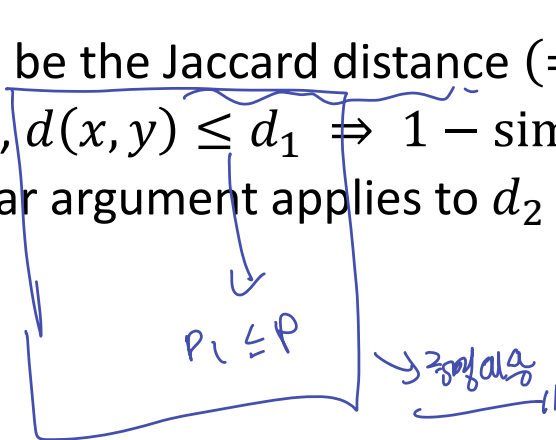 be the Jaccard distance (=
, d(x, y) ≤ d₁ ⇒ 1 − sim
ar argument applies to d₂
P₁ ≤ P